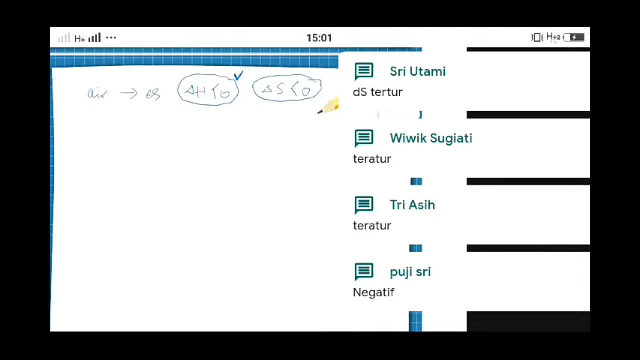 H+ ... 15:01 H+
air → es ΔH<0 ΔS<0
Sri Utami
dS tertur
Wiwik Sugiati
teratur
Tri Asih
teratur
puji sri
Negatif